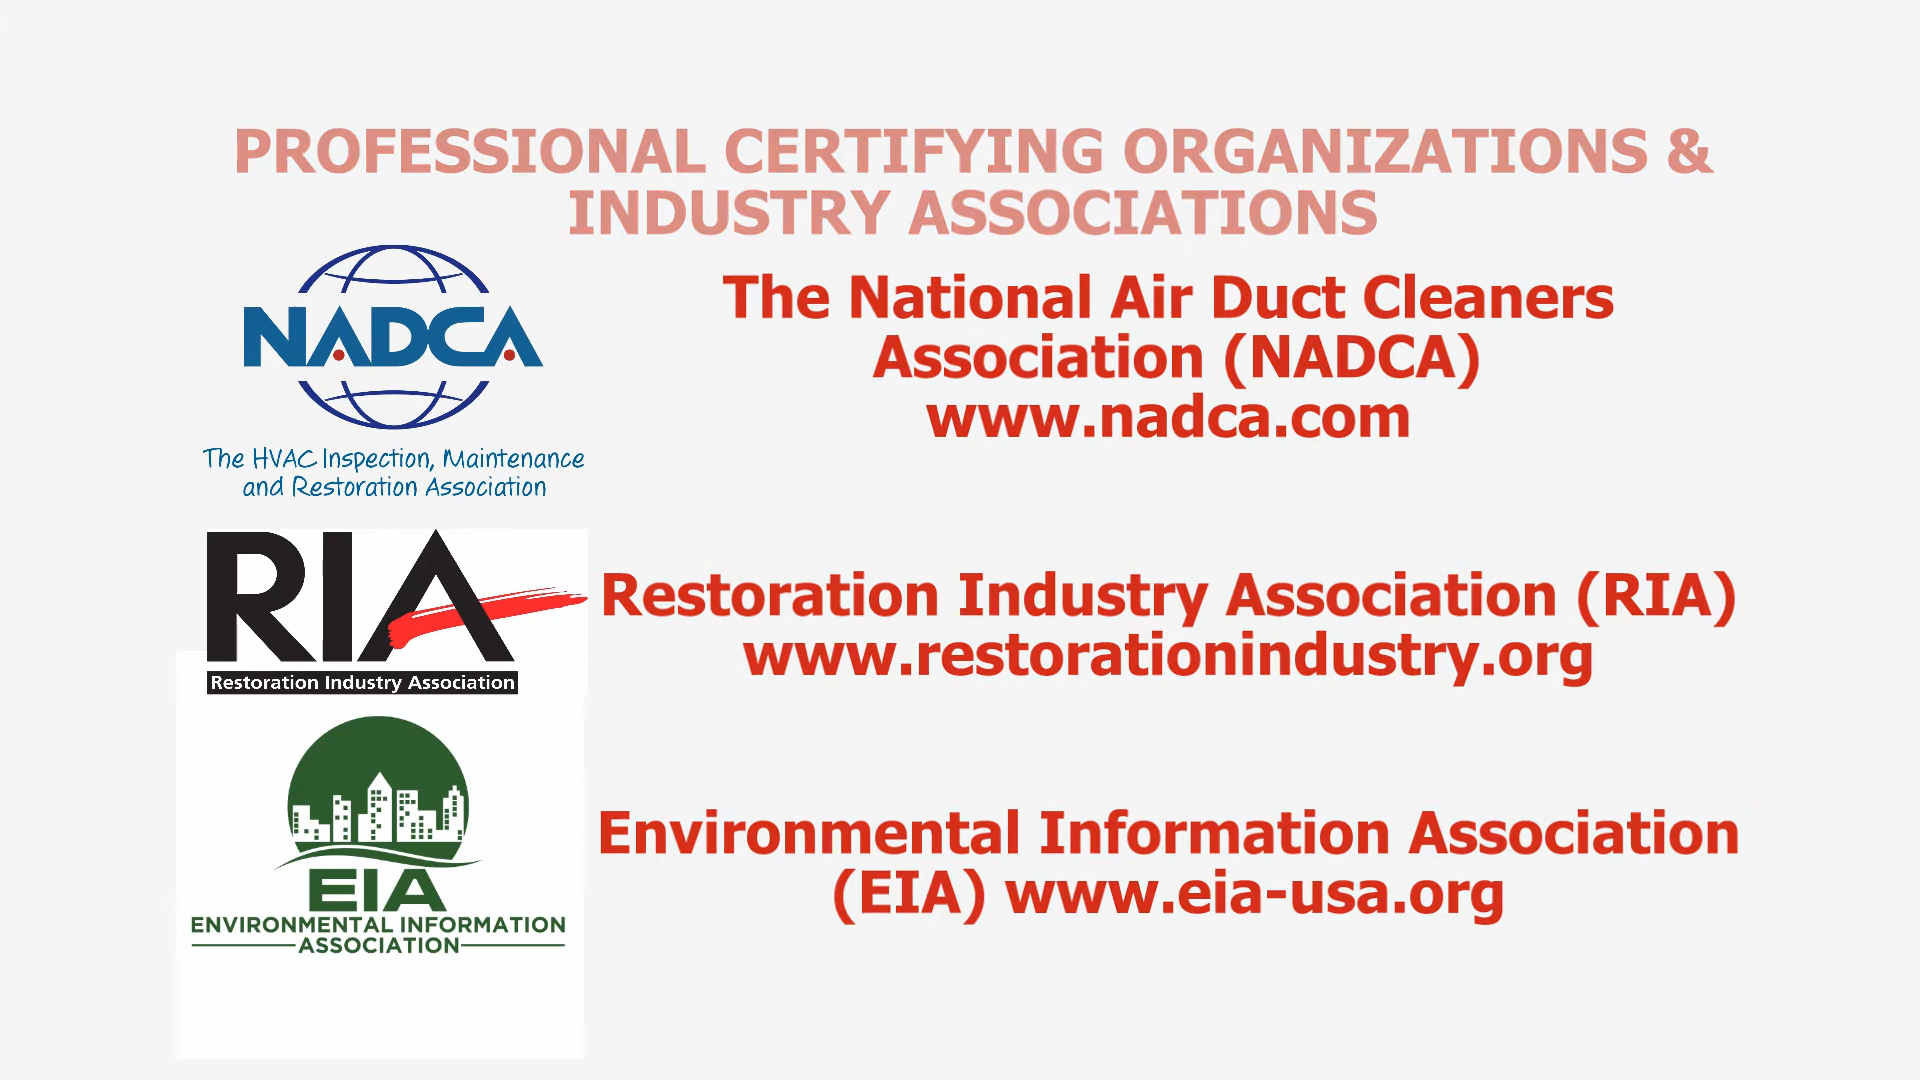 PROFESSIONAL CERTIFYING ORGANIZATIONS &
INDUSTRY ASSOCIATIONS
NADCA
The HVAC Inspection, Maintenance
and Restoration Association
The National Air Duct Cleaners
Association (NADCA)
www.nadca.com
RIA
Restoration Industry Association
Restoration Industry Association (RIA)
www.restorationindustry.org
EIA
ENVIRONMENTAL INFORMATION
ASSOCIATION
Environmental Information Association
(EIA) www.eia-usa.org